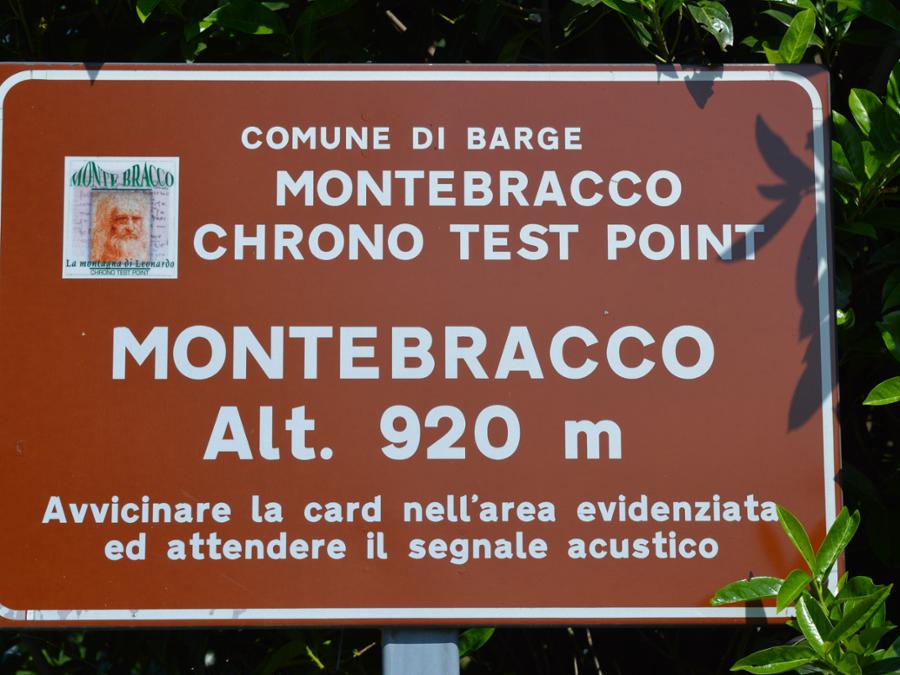 COMUNE DI BARGE
MONTEBRACCO
CHRONO TEST POINT
MONTE BRACCO
La montagna di Leonardo
CHRONO TEST POINT
MONTEBRACCO
Alt. 920 m
Avvicinare la card nell'area evidenziata
ed attendere il segnale acustico